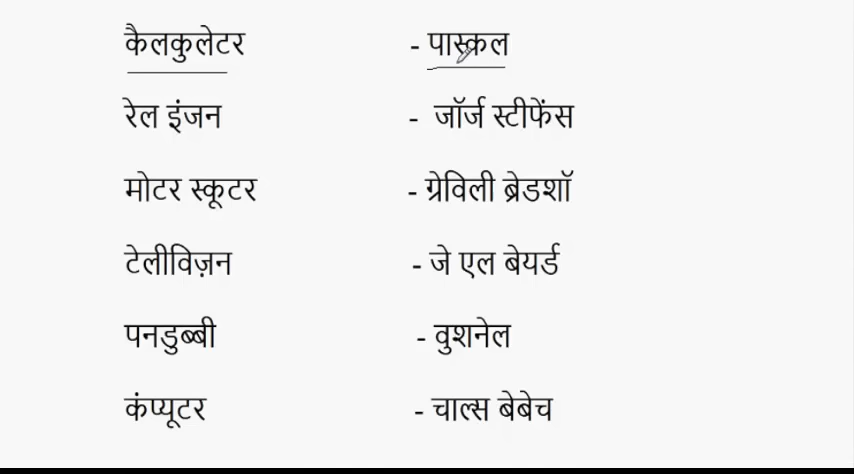 कैलकुलेटर - पास्कल
रेल इंजन - जॉर्ज स्टीफेंस
मोटर स्कूटर - ग्रेविली ब्रेडशॉ
टेलीविज़न - जे एल बेयर्ड
पनडुब्बी - वुशनेल
कंप्यूटर - चाल्स बेबेच